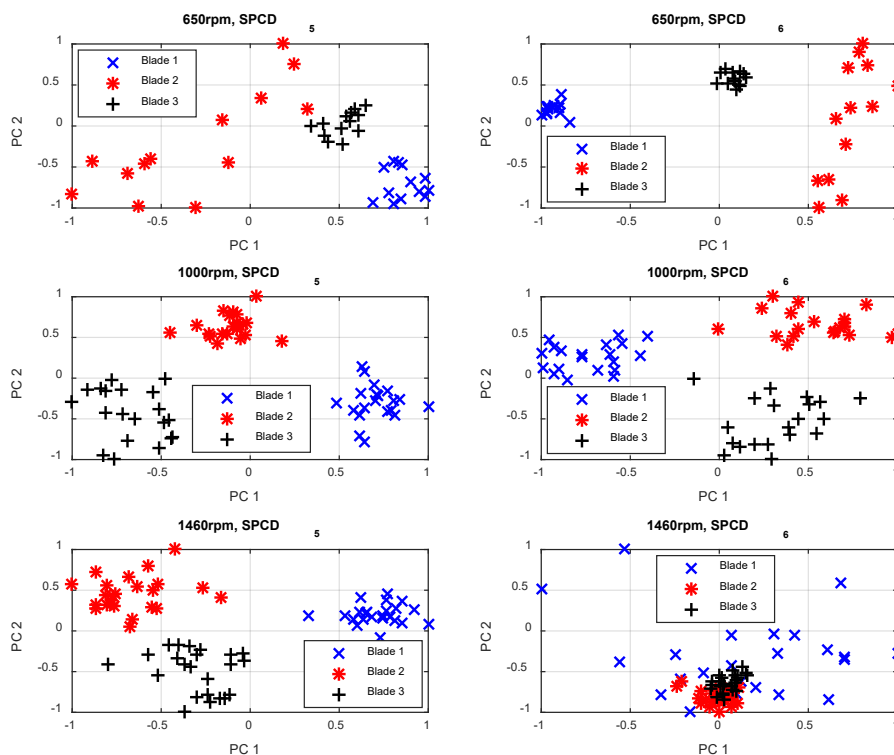 650rpm, SPCD
5
1
0.5
0
-0.5
-1
PC 2
Blade 1
Blade 2
Blade 3
-1 -0.5 0 0.5 1
PC 1
650rpm, SPCD
6
1
0.5
0
-0.5
-1
PC 2
Blade 1
Blade 2
Blade 3
-1 -0.5 0 0.5 1
PC 1
1000rpm, SPCD
5
1
0.5
0
-0.5
-1
PC 2
Blade 1
Blade 2
Blade 3
-1 -0.5 0 0.5 1
PC 1
1000rpm, SPCD
6
1
0.5
0
-0.5
-1
PC 2
Blade 1
Blade 2
Blade 3
-1 -0.5 0 0.5 1
PC 1
1460rpm, SPCD
5
1
0.5
0
-0.5
-1
PC 2
Blade 1
Blade 2
Blade 3
-1 -0.5 0 0.5 1
PC 1
1460rpm, SPCD
6
1
0.5
0
-0.5
-1
PC 2
Blade 1
Blade 2
Blade 3
-1 -0.5 0 0.5 1
PC 1